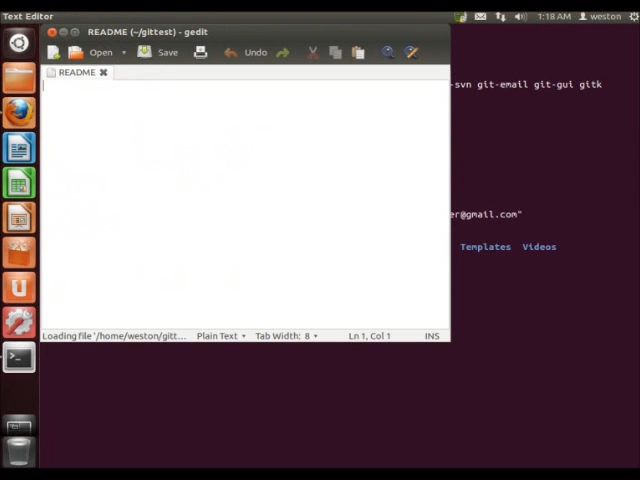 Text Editor
1:18 AM
weston
README (~/gittest) - gedit
Open
Save
Undo
README
-svn git-email git-gui gitk
er@gmail.com"
Templates Videos
Loading file '/home/weston/gitt...
Plain Text
Tab Width: 8
Ln 1, Col 1
INS